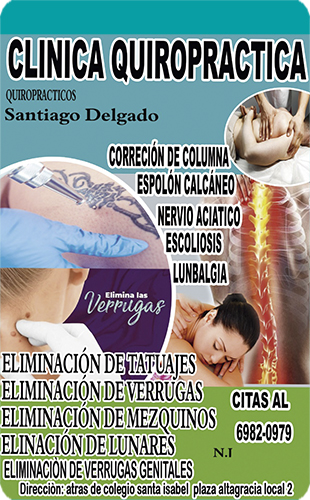 CLINICA QUIROPRACTICA
QUIROPRACTICOS
Santiago Delgado
CORRECIÓN DE COLUMNA
ESPOLÓN CALCÁNEO
NERVIO ACIATICO
ESCOLIOSIS
LUNBALGIA
Elimina las
Verrugas
ELIMINACIÓN DE TATUAJES
ELIMINACIÓN DE VERRUGAS
ELIMINACIÓN DE MEZQUINOS
ELINACIÓN DE LUNARES
ELIMINACIÒN DE VERRUGAS GENITALES
CITAS AL
6982-0979
N.I
Direcciòn: atras de colegio santa isabel plaza altagracia local 2